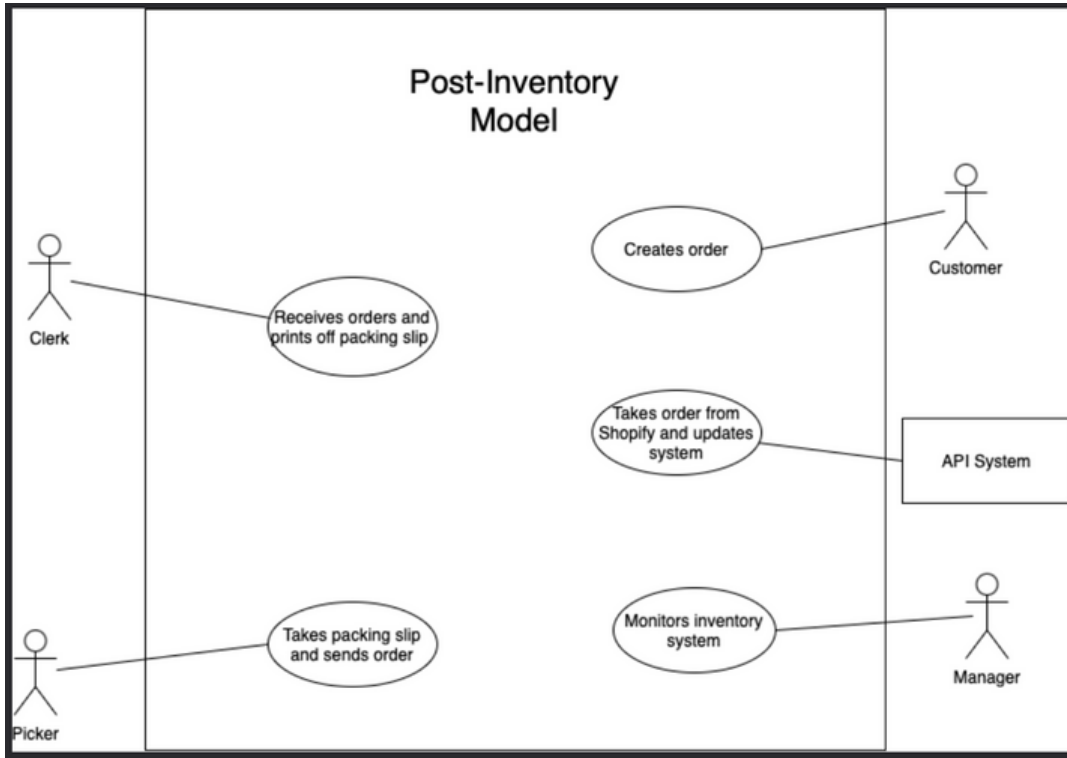 Post-Inventory
Model
Creates order
Customer
Clerk
Receives orders and
prints off packing slip
Takes order from
Shopify and updates
system
API System
Takes packing slip
and sends order
Monitors inventory
system
Manager
Picker